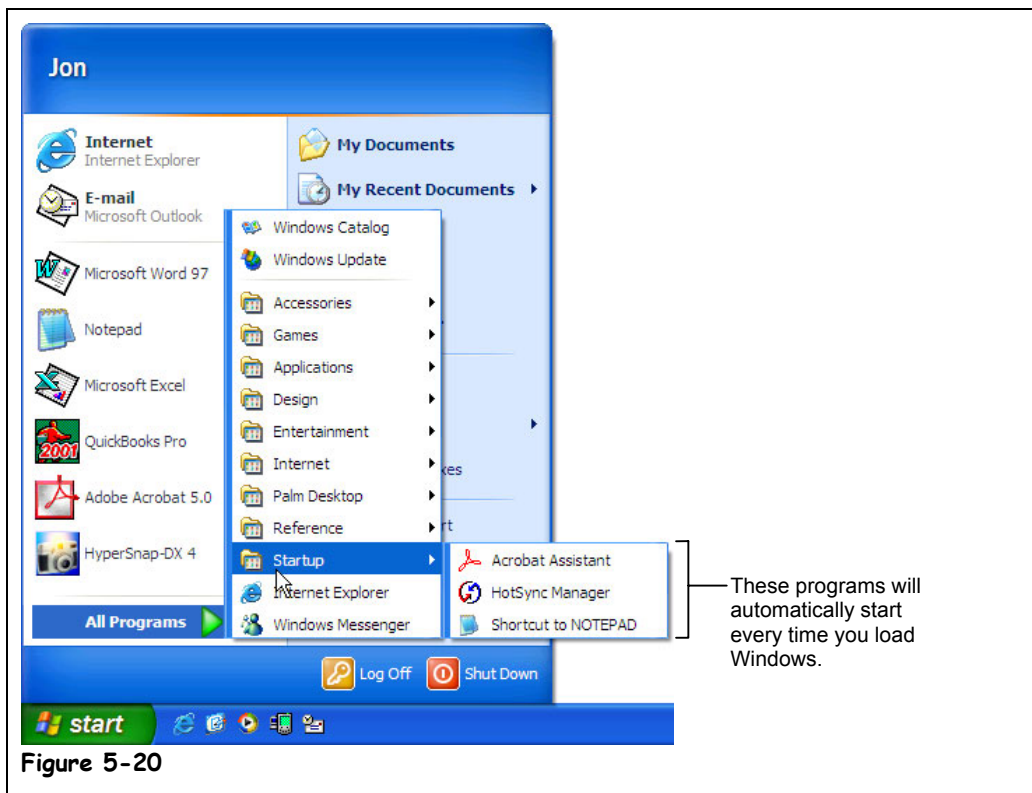 Jon
Internet
Internet Explorer
E-mail
Microsoft Outlook
Microsoft Word 97
Notepad
Microsoft Excel
2001
QuickBooks Pro
Adobe Acrobat 5.0
HyperSnap-DX 4
All Programs
My Documents
My Recent Documents
Windows Catalog
Windows Update
Accessories
Games
Applications
Design
Entertainment
Internet
Palm Desktop
Reference
Startup
Internet Explorer
Windows Messenger
Acrobat Assistant
HotSync Manager
Shortcut to NOTEPAD
These programs will
automatically start
every time you load
Windows.
Log Off
Shut Down
start
Figure 5-20